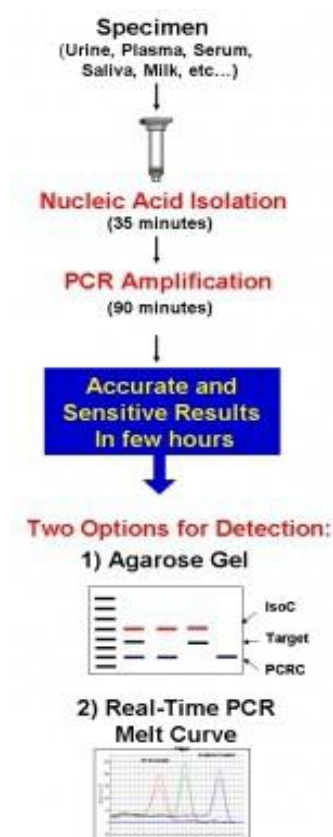 Specimen
(Urine, Plasma, Serum,
Saliva, Milk, etc...)
Nucleic Acid Isolation
(35 minutes)
PCR Amplification
(90 minutes)
Accurate and
Sensitive Results
In few hours
Two Options for Detection:
1) Agarose Gel
IsoC
Target
PCRC
2) Real-Time PCR
Melt Curve